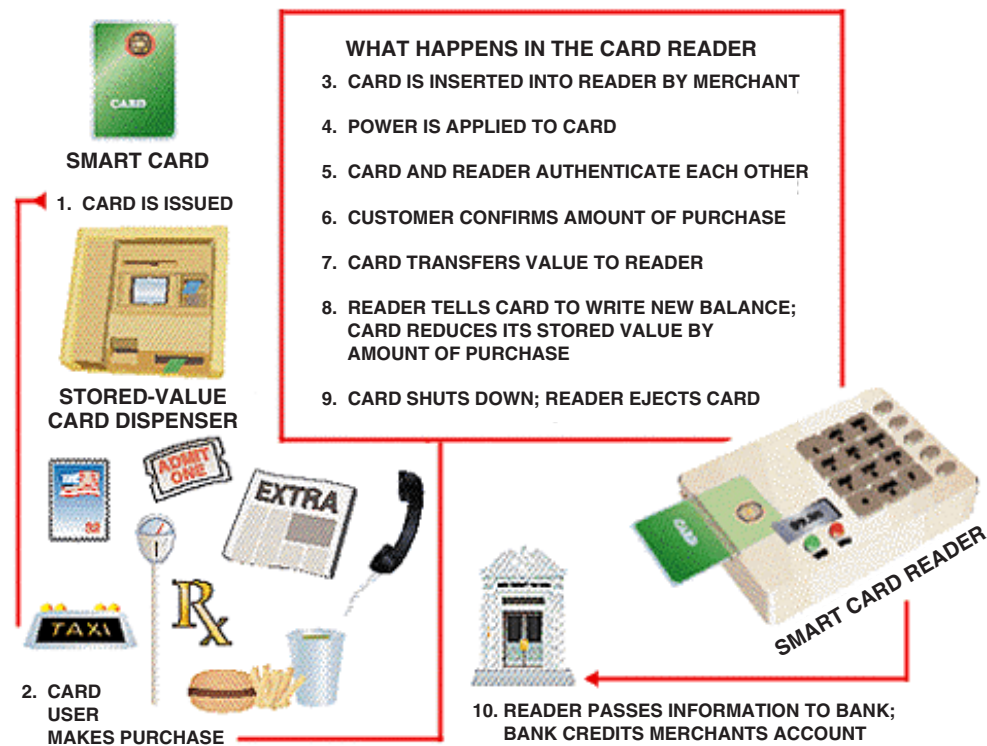 CARD
SMART CARD
1. CARD IS ISSUED
STORED-VALUE
CARD DISPENSER
ADMIT
ONE
EXTRA
TAXI
Rx
2. CARD
USER
MAKES PURCHASE
WHAT HAPPENS IN THE CARD READER
3. CARD IS INSERTED INTO READER BY MERCHANT
4. POWER IS APPLIED TO CARD
5. CARD AND READER AUTHENTICATE EACH OTHER
6. CUSTOMER CONFIRMS AMOUNT OF PURCHASE
7. CARD TRANSFERS VALUE TO READER
8. READER TELLS CARD TO WRITE NEW BALANCE;
CARD REDUCES ITS STORED VALUE BY
AMOUNT OF PURCHASE
9. CARD SHUTS DOWN; READER EJECTS CARD
CARD
SMART CARD READER
10. READER PASSES INFORMATION TO BANK;
BANK CREDITS MERCHANTS ACCOUNT